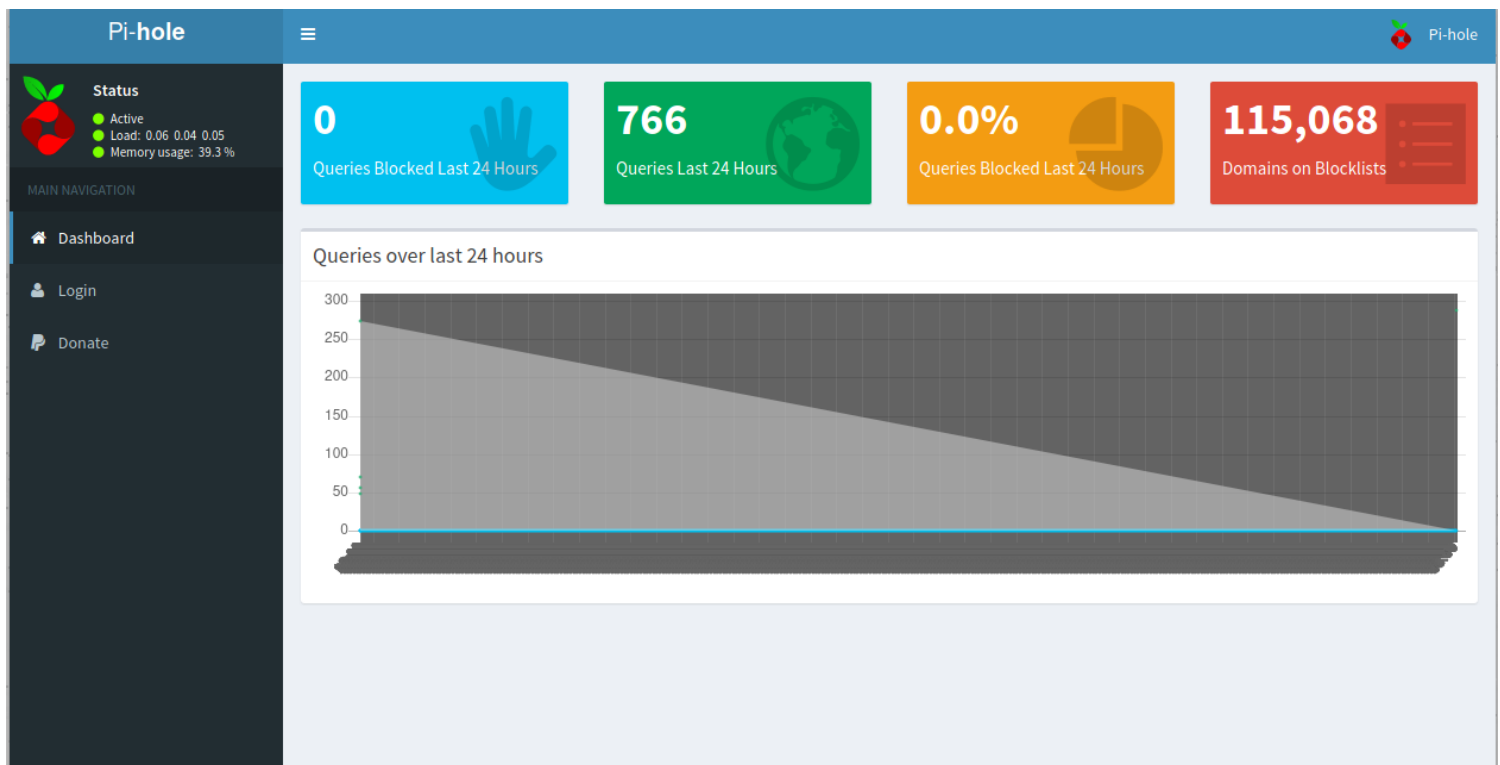 Pi-hole
Pi-hole
Status
Active
Load: 0.06 0.04 0.05
Memory usage: 39.3 %
MAIN NAVIGATION
Dashboard
Login
Donate
0
Queries Blocked Last 24 Hours
766
Queries Last 24 Hours
0.0%
Queries Blocked Last 24 Hours
115,068
Domains on Blocklists
Queries over last 24 hours
300
250
200
150
100
50
0